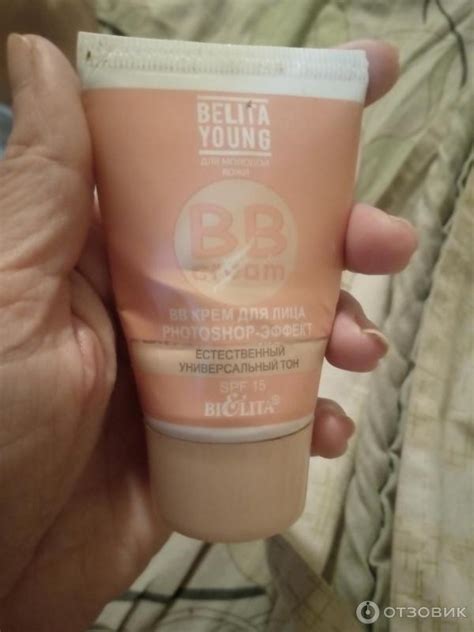 BELITA
YOUNG
ДЛЯ МОЛОДОЙ
КОЖИ
BB
cream
BB КРЕМ ДЛЯ ЛИЦА
PHOTOSHOP-ЭФФЕКТ
ЕСТЕСТВЕННЫЙ
УНИВЕРСАЛЬНЫЙ ТОН
SPF 15
BIELITA®
ОТЗОВИК